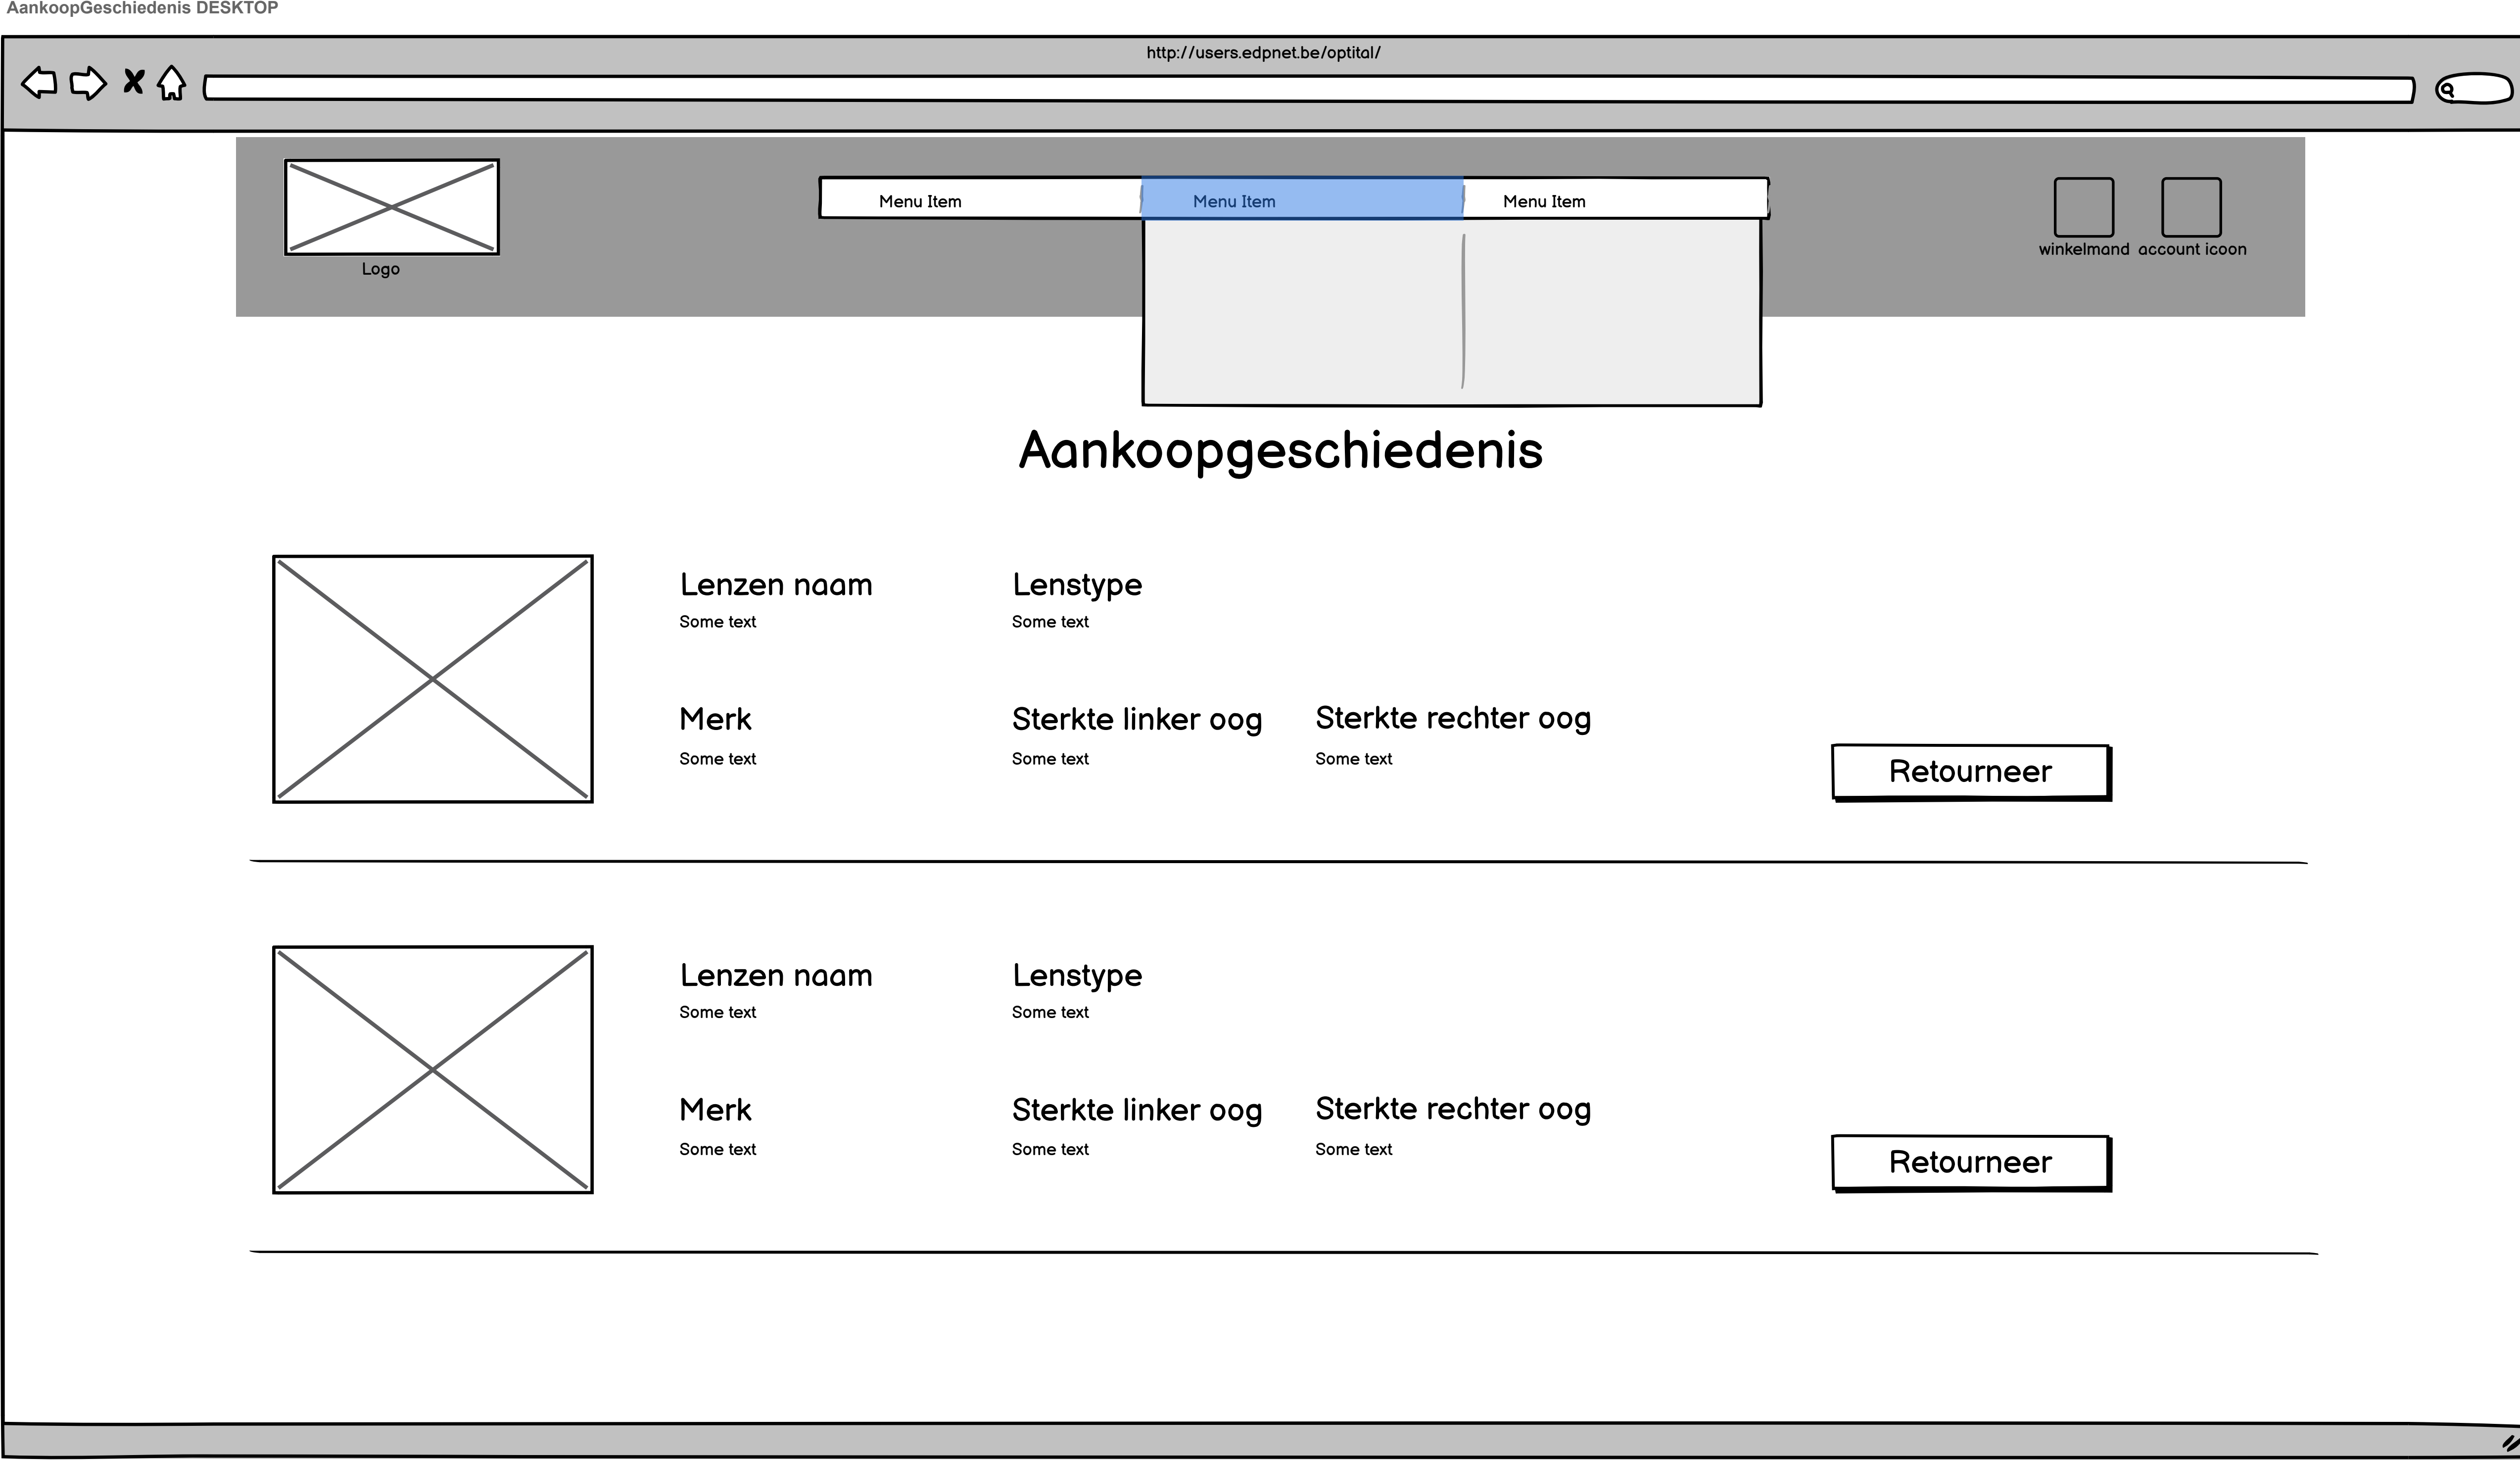 AankoopGeschiedenis DESKTOP
http://users.edpnet.be/optital/
Menu Item
Menu Item
Menu Item
Logo
winkelmand
account icoon
Aankoopgeschiedenis
Lenzen naam
Lenstype
Some text
Some text
Merk
Sterkte linker oog
Sterkte rechter oog
Some text
Some text
Some text
Retourneer
Lenzen naam
Lenstype
Some text
Some text
Merk
Sterkte linker oog
Sterkte rechter oog
Some text
Some text
Some text
Retourneer